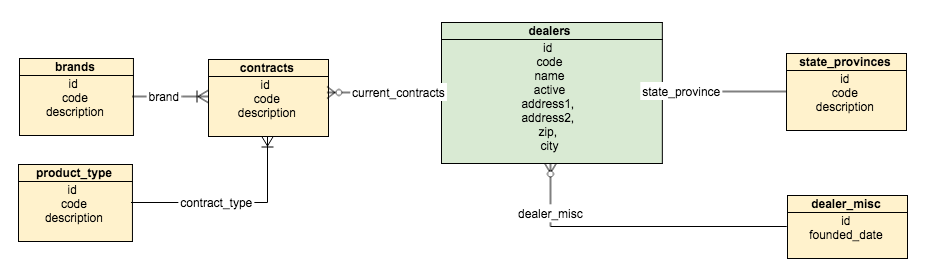 brands
id
code
description
brand
contracts
id
code
description
current_contracts
dealers
id
code
name
active
address1,
address2,
zip,
city
state_province
state_provinces
id
code
description
product_type
id
code
description
contract_type
dealer_misc
dealer_misc
id
founded_date